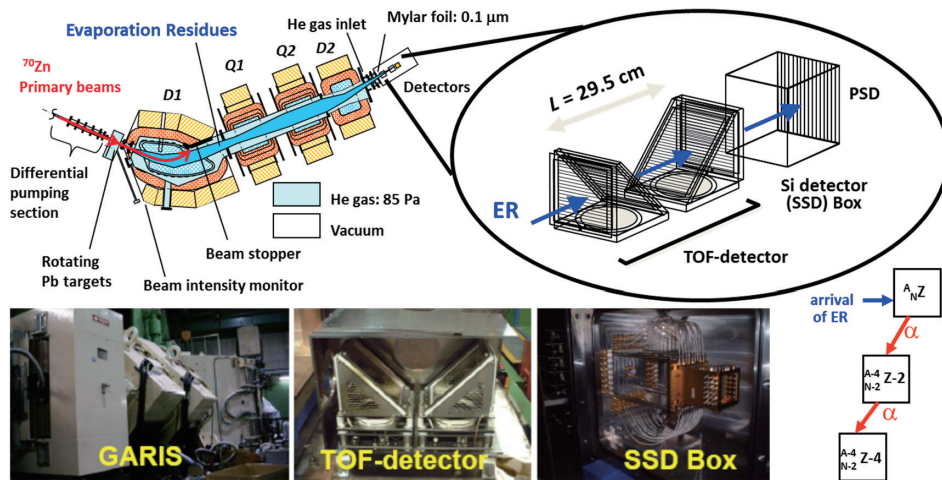 Evaporation Residues
He gas inlet
Mylar foil: 0.1 μm
70Zn
Primary beams
D1
Q1
Q2
D2
Detectors
Differential
pumping
section
Rotating
Pb targets
Beam intensity monitor
Beam stopper
He gas: 85 Pa
Vacuum
L = 29.5 cm
PSD
Si detector
(SSD) Box
ER
TOF-detector
arrival
of ER
A
N Z
α
A-4
N-2 Z-2
α
A-4
N-2 Z-4
GARIS
TOF-detector
SSD Box